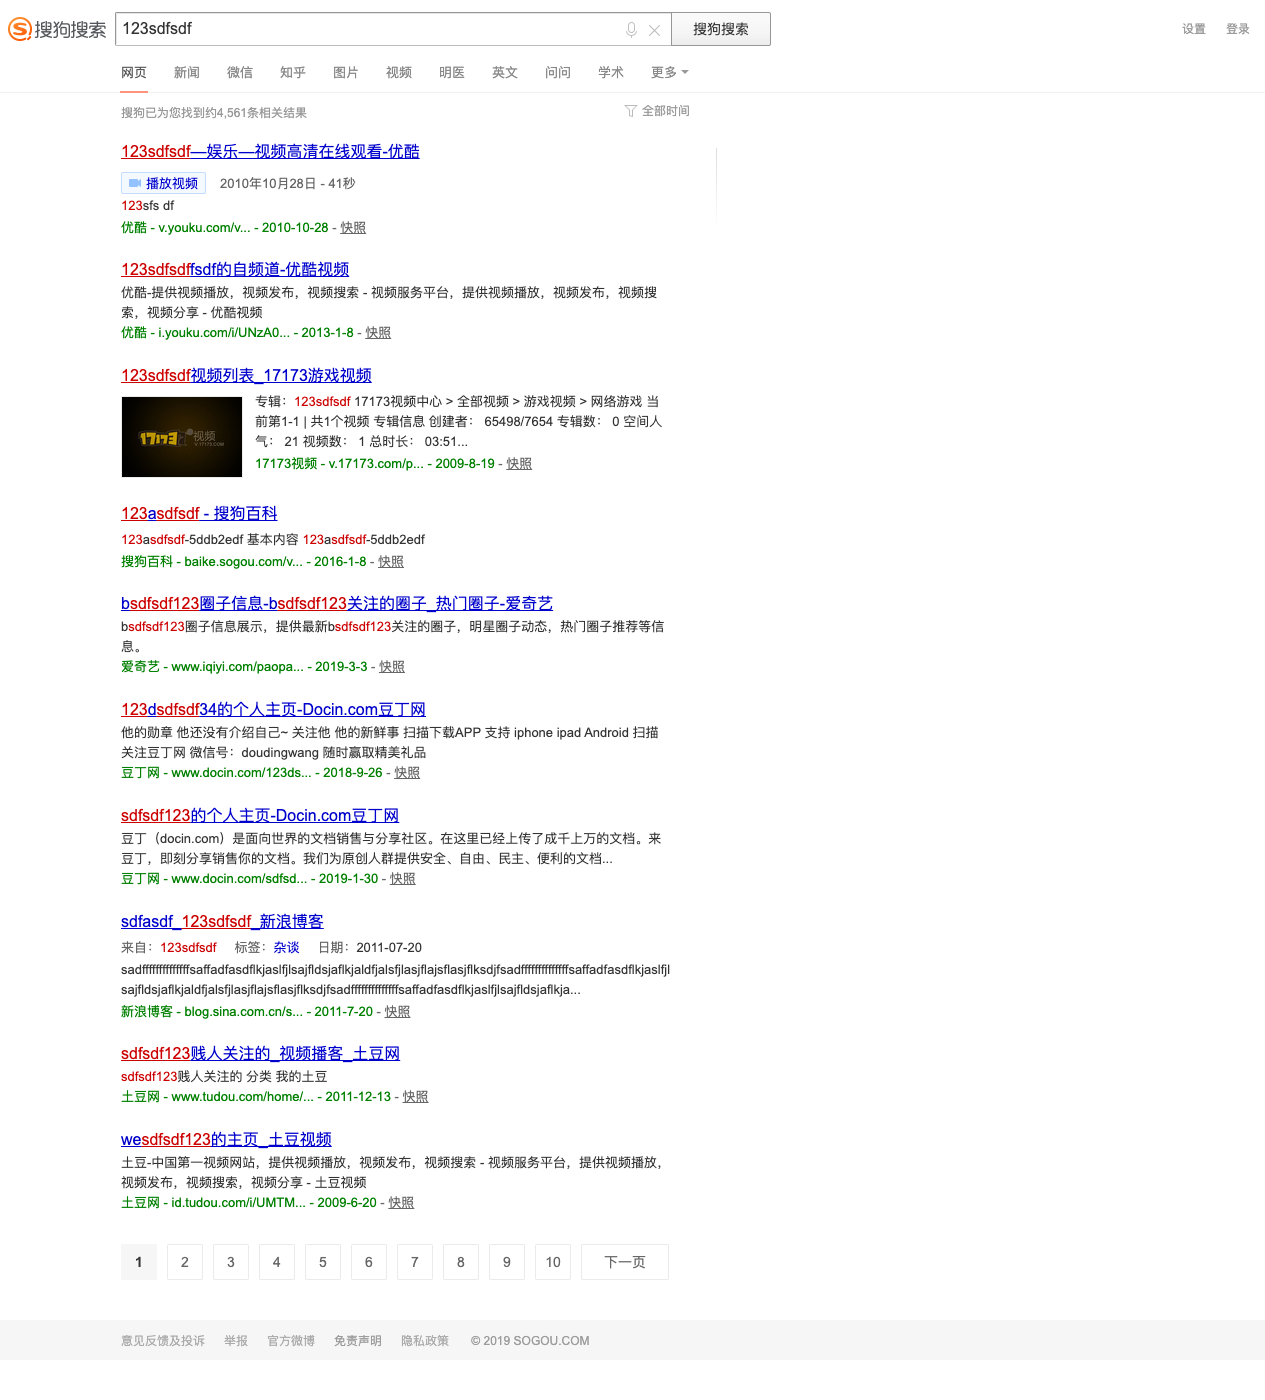 搜狗搜索
123sdfsdf
搜狗搜索
设置 登录
网页 新闻 微信 知乎 图片 视频 明医 英文 问问 学术 更多
搜狗已为您找到约4,561条相关结果
全部时间
123sdfsdf—娱乐—视频高清在线观看-优酷
播放视频 2010年10月28日 - 41秒
123sfs df
优酷 - v.youku.com/v... - 2010-10-28 - 快照
123sdfsdffsdf的自频道-优酷视频
优酷-提供视频播放，视频发布，视频搜索 - 视频服务平台，提供视频播放，视频发布，视频搜
索，视频分享 - 优酷视频
优酷 - i.youku.com/i/UNzA0... - 2013-1-8 - 快照
123sdfsdf视频列表_17173游戏视频
17173 视频
V.17173.COM
专辑：123sdfsdf 17173视频中心 > 全部视频 > 游戏视频 > 网络游戏 当
前第1-1 | 共1个视频 专辑信息 创建者： 65498/7654 专辑数： 0 空间人
气： 21 视频数： 1 总时长： 03:51...
17173视频 - v.17173.com/p... - 2009-8-19 - 快照
123asdfsdf - 搜狗百科
123asdfsdf-5ddb2edf 基本内容 123asdfsdf-5ddb2edf
搜狗百科 - baike.sogou.com/v... - 2016-1-8 - 快照
bsdfsdf123圈子信息-bsdfsdf123关注的圈子_热门圈子-爱奇艺
bsdfsdf123圈子信息展示，提供最新bsdfsdf123关注的圈子，明星圈子动态，热门圈子推荐等信
息。
爱奇艺 - www.iqiyi.com/paopa... - 2019-3-3 - 快照
123dsdfsdf34的个人主页-Docin.com豆丁网
他的勋章 他还没有介绍自己~ 关注他 他的新鲜事 扫描下载APP 支持 iphone ipad Android 扫描
关注豆丁网 微信号：doudingwang 随时赢取精美礼品
豆丁网 - www.docin.com/123ds... - 2018-9-26 - 快照
sdfsdf123的个人主页-Docin.com豆丁网
豆丁（docin.com）是面向世界的文档销售与分享社区。在这里已经上传了成千上万的文档。来
豆丁，即刻分享销售你的文档。我们为原创人群提供安全、自由、民主、便利的文档...
豆丁网 - www.docin.com/sdfsd... - 2019-1-30 - 快照
sdfasdf_123sdfsdf_新浪博客
来自：123sdfsdf 标签：杂谈 日期：2011-07-20
sadffffffffffffffsaffadfasdflkjaslfjlsajfldsjaflkjaldfjalsfjlasjflajsflasjflksdjfsadffffffffffffffsaffadfasdflkjaslfjl
sajfldsjaflkjaldfjalsfjlasjflajsflasjflksdjfsadffffffffffffffsaffadfasdflkjaslfjlsajfldsjaflkja...
新浪博客 - blog.sina.com.cn/s... - 2011-7-20 - 快照
sdfsdf123贱人关注的_视频播客_土豆网
sdfsdf123贱人关注的 分类 我的土豆
土豆网 - www.tudou.com/home/... - 2011-12-13 - 快照
wesdfsdf123的主页_土豆视频
土豆-中国第一视频网站，提供视频播放，视频发布，视频搜索 - 视频服务平台，提供视频播放，
视频发布，视频搜索，视频分享 - 土豆视频
土豆网 - id.tudou.com/i/UMTM... - 2009-6-20 - 快照
1 2 3 4 5 6 7 8 9 10 下一页
意见反馈及投诉 举报 官方微博 免责声明 隐私政策 © 2019 SOGOU.COM